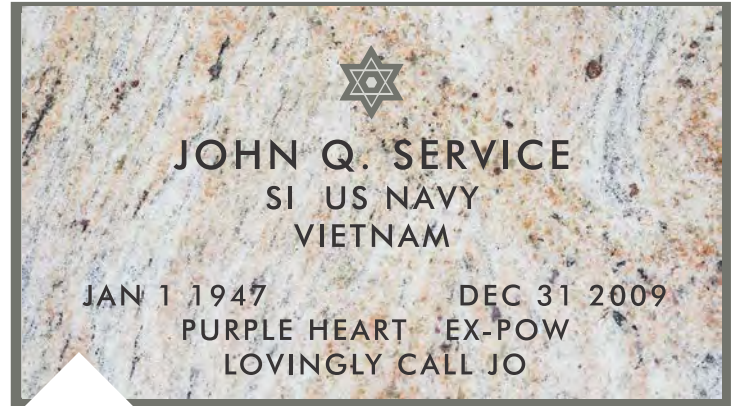 JOHN Q. SERVICE
SI US NAVY
VIETNAM
JAN 1 1947 DEC 31 2009
PURPLE HEART EX-POW
LOVINGLY CALL JO